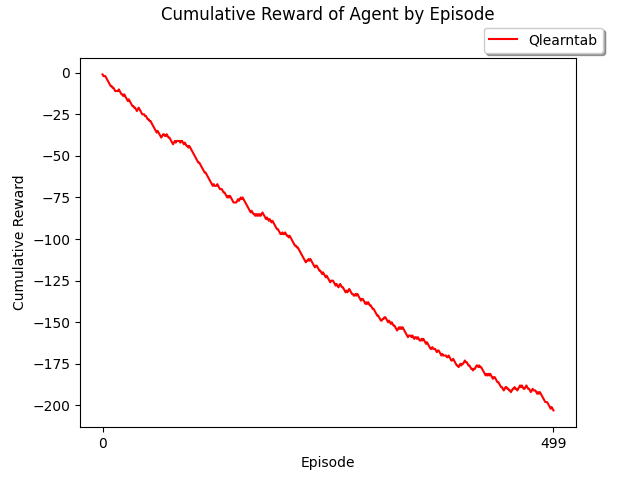 Cumulative Reward of Agent by Episode
Qlearntab
0
−25
−50
−75
−100
−125
−150
−175
−200
Cumulative Reward
0
499
Episode